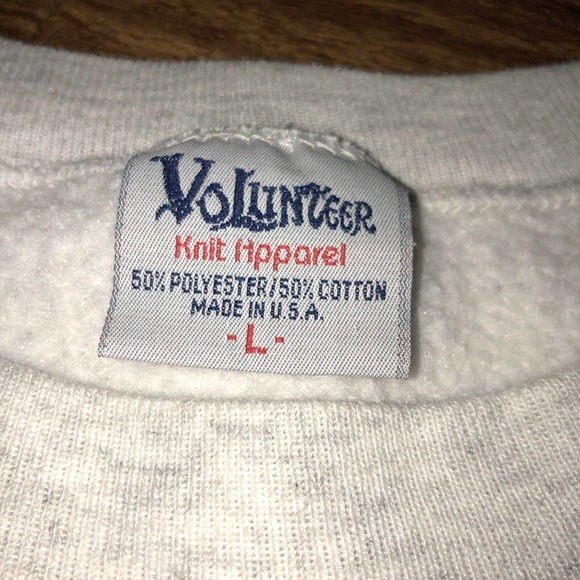 VOLUNTEER
Knit Apparel
50% POLYESTER/50% COTTON
MADE IN U.S.A.
-L-